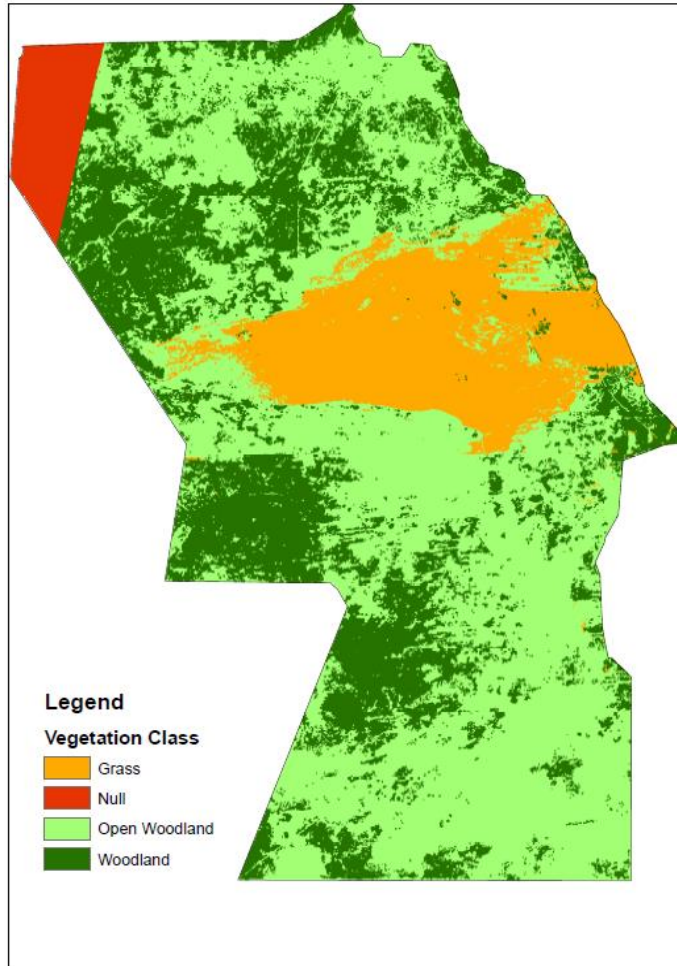 Legend
Vegetation Class
Grass
Null
Open Woodland
Woodland